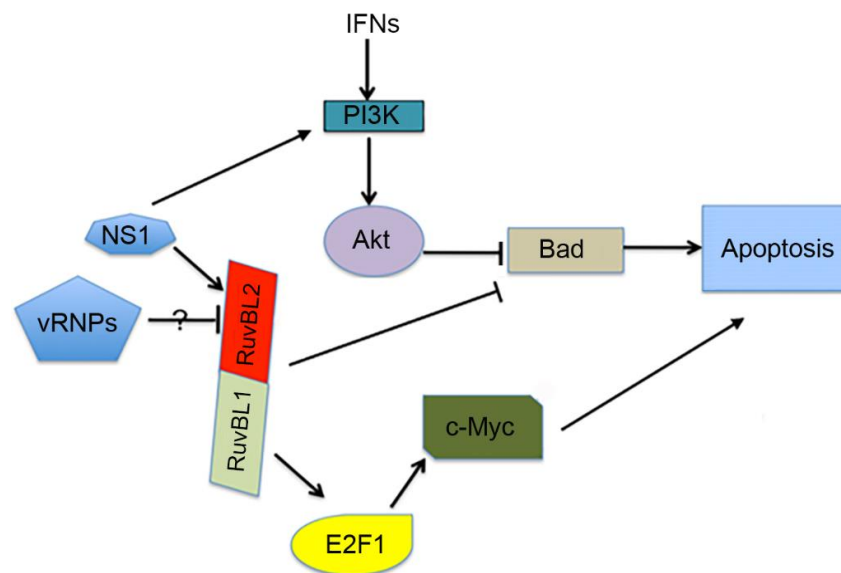 IFNs
PI3K
NS1
Akt
Bad
Apoptosis
vRNPs
?
RuvBL2
RuvBL1
c-Myc
E2F1